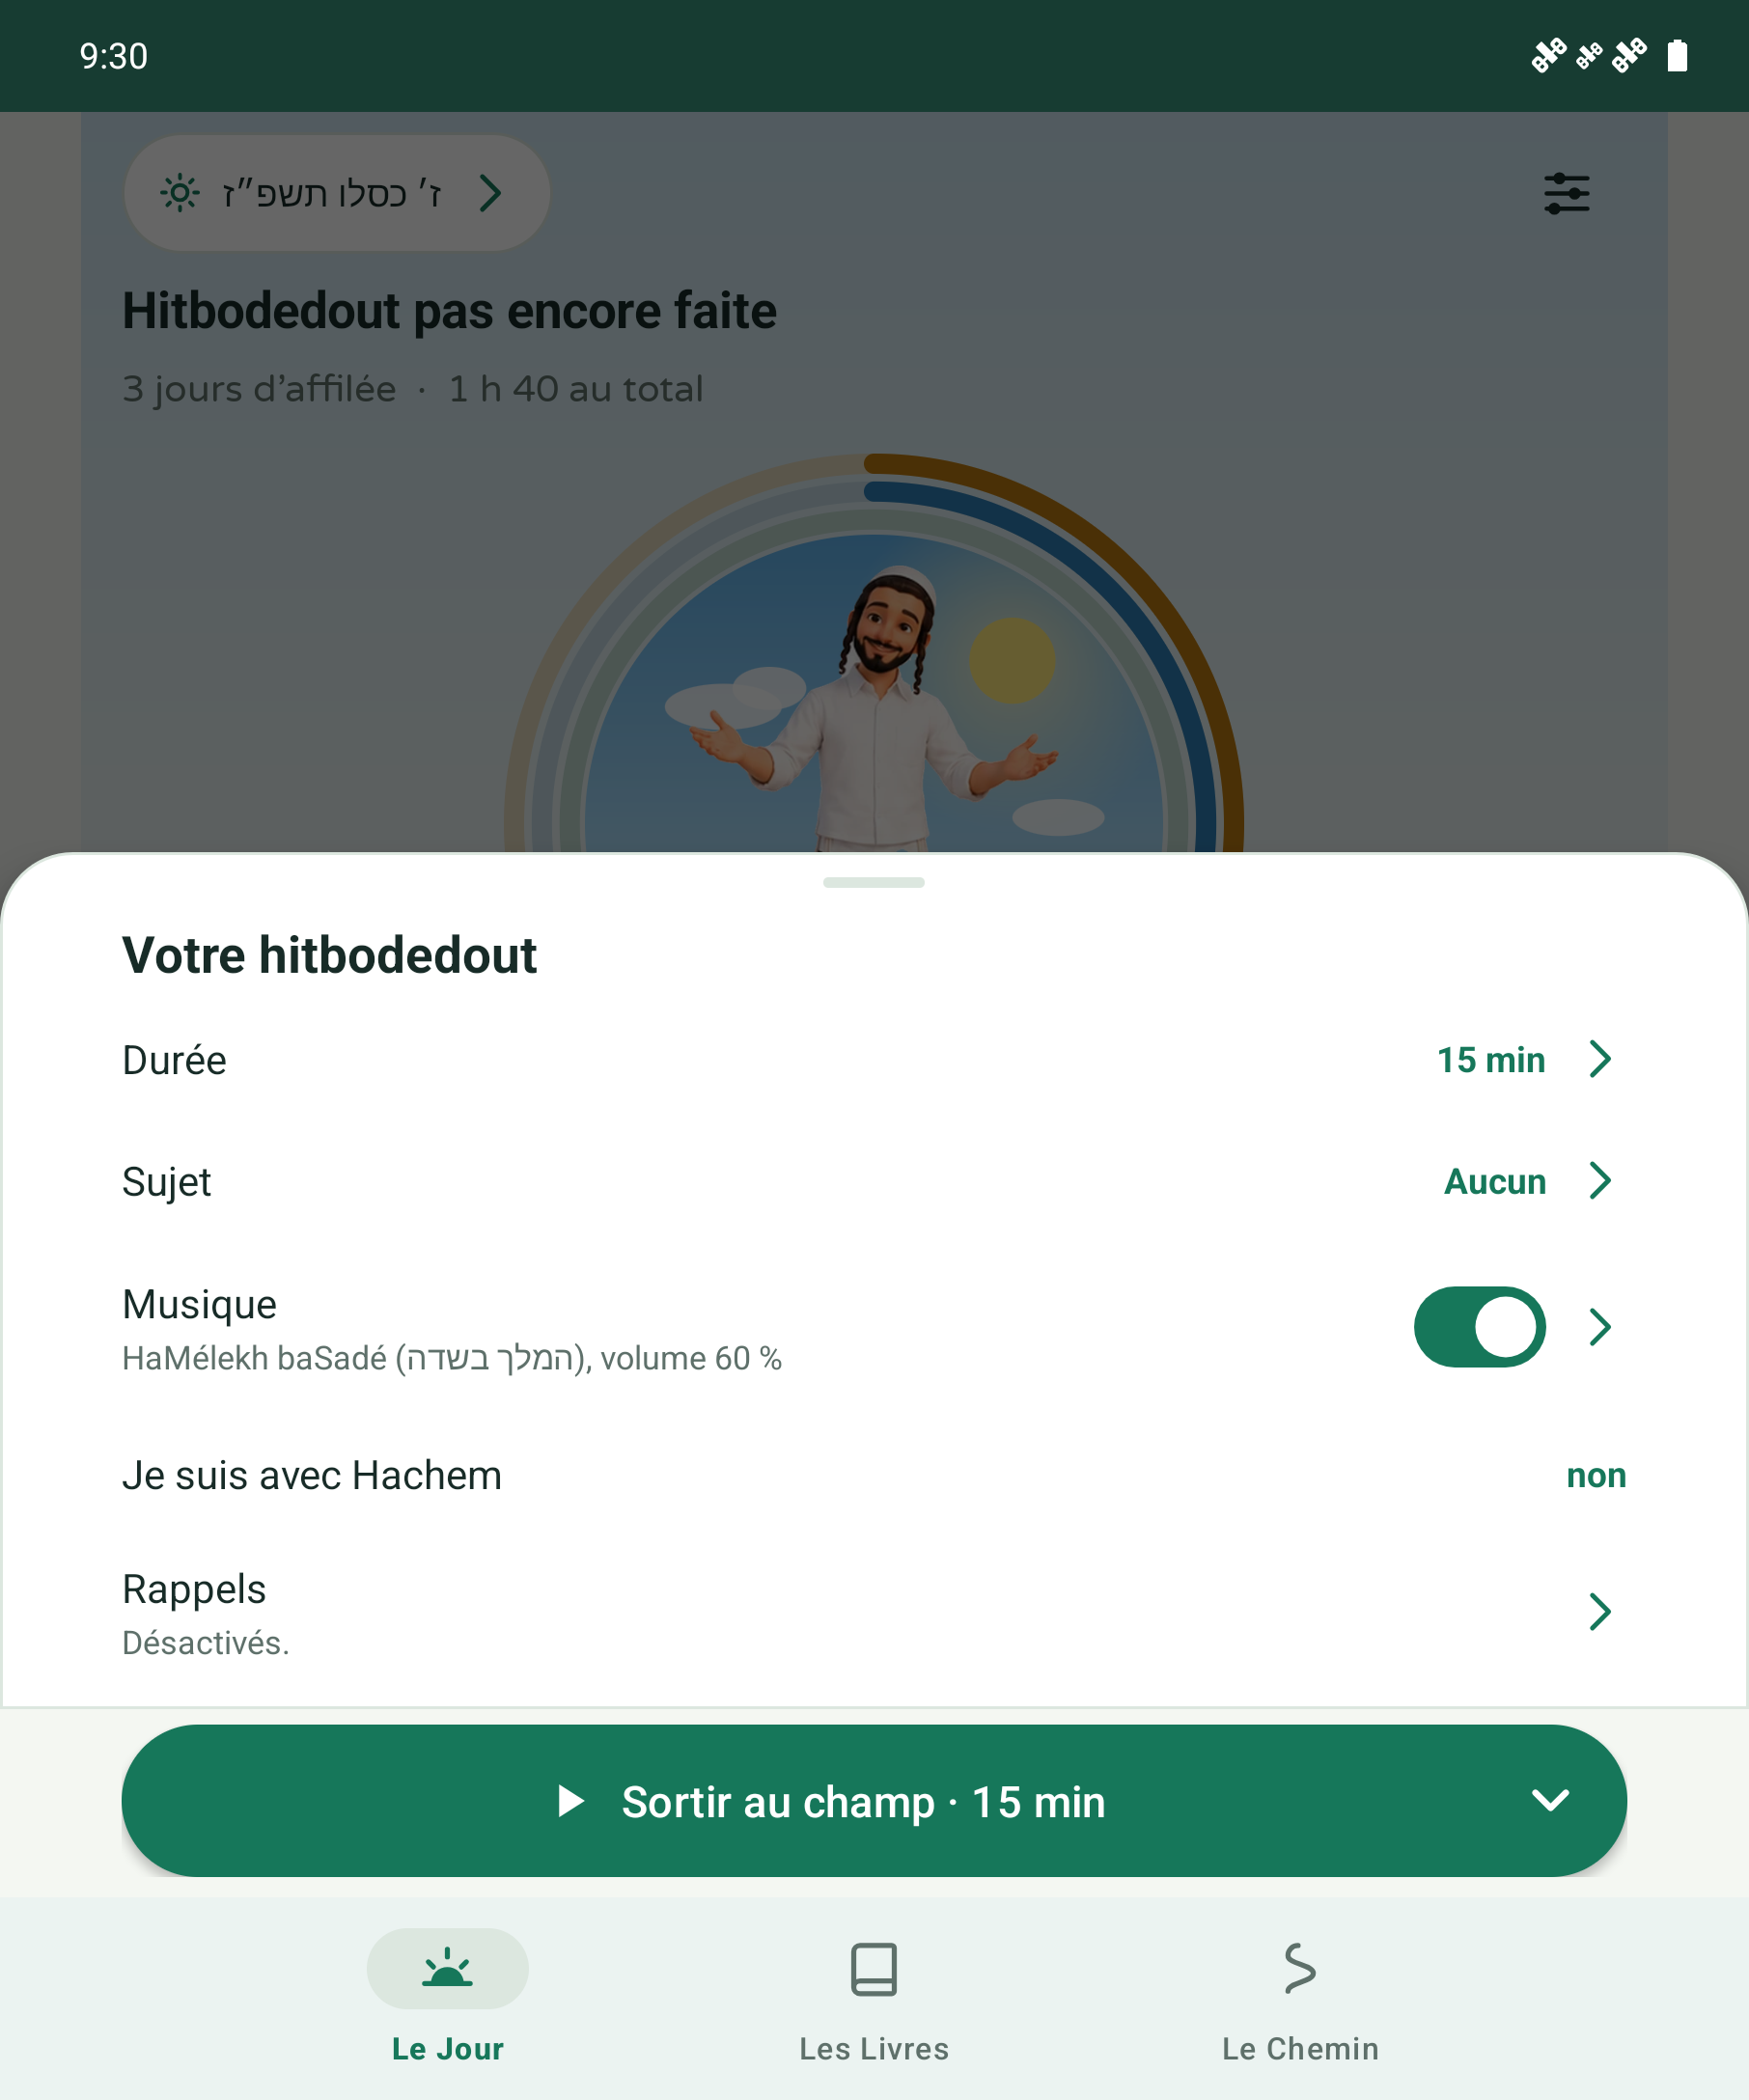 9:30
ז׳ כסלו תשפ״ז
Hitbodedout pas encore faite
3 jours d’affilée · 1 h 40 au total
Votre hitbodedout
Durée 15 min
Sujet Aucun
Musique
HaMélekh baSadé (המלך בשדה), volume 60 %
Je suis avec Hachem non
Rappels
Désactivés.
Sortir au champ · 15 min
Le Jour Les Livres Le Chemin